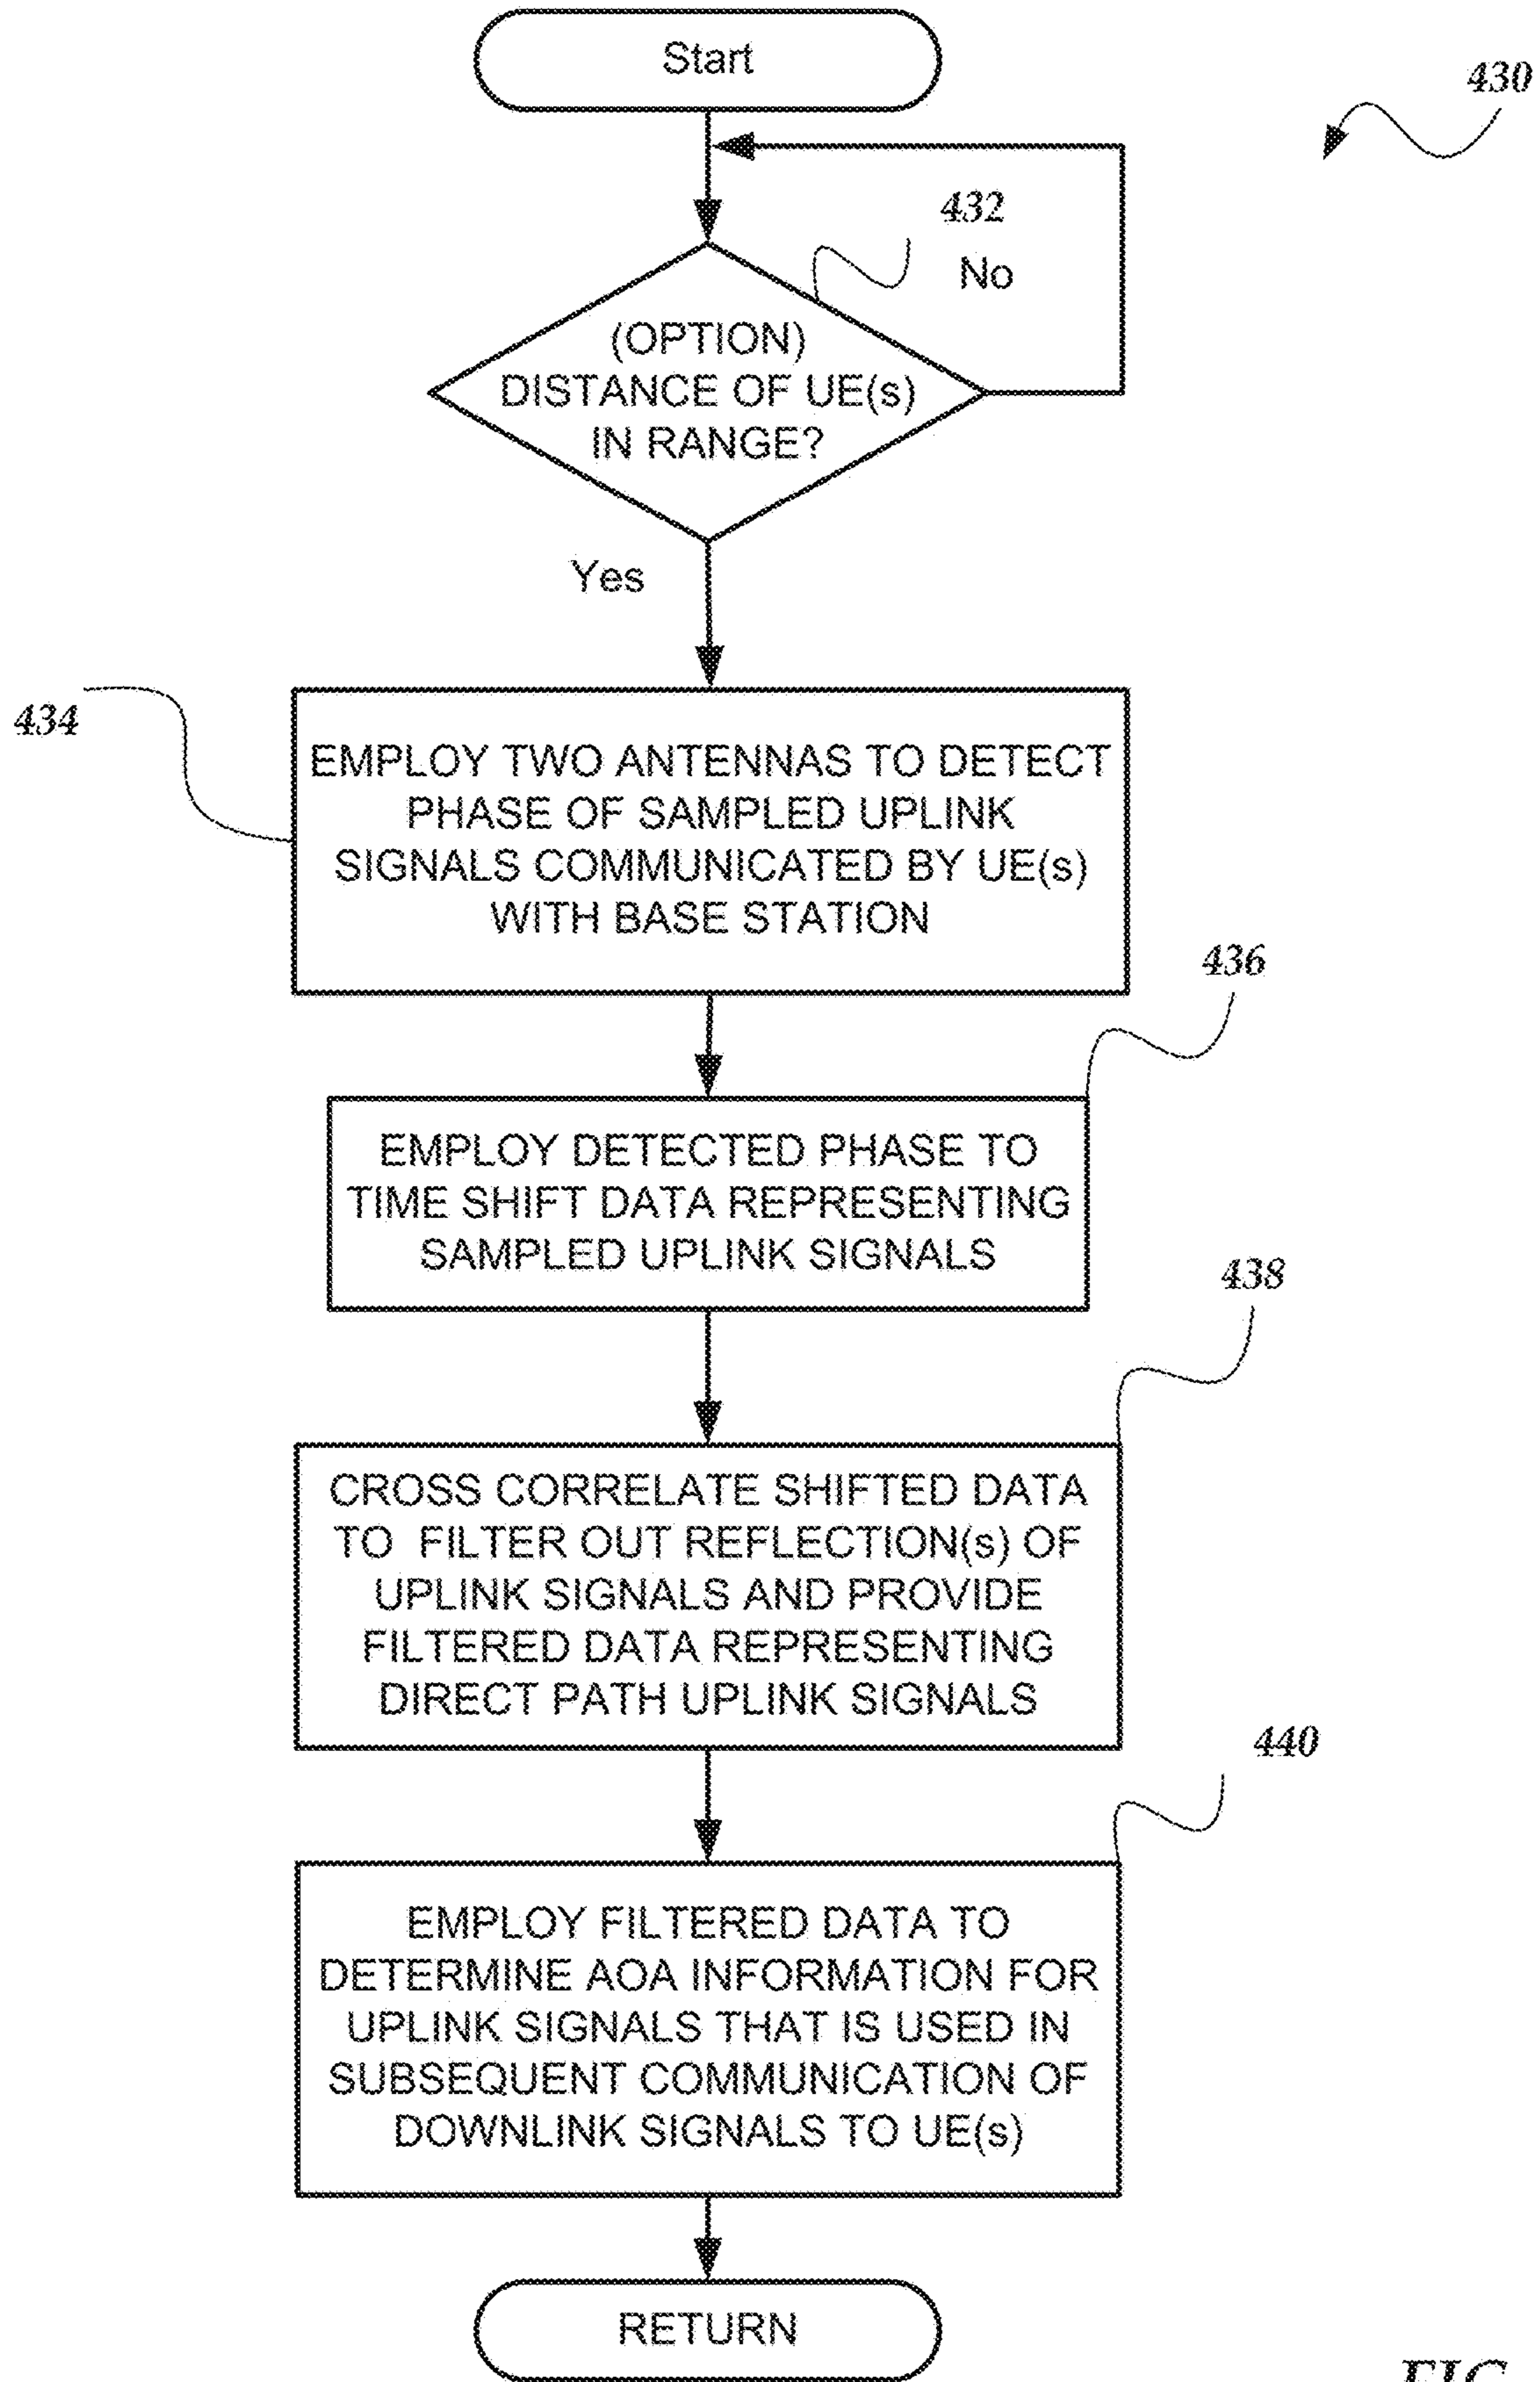 Start
430
432
No
(OPTION)
DISTANCE OF UE(s)
IN RANGE?
Yes
434
EMPLOY TWO ANTENNAS TO DETECT
PHASE OF SAMPLED UPLINK
SIGNALS COMMUNICATED BY UE(s)
WITH BASE STATION
436
EMPLOY DETECTED PHASE TO
TIME SHIFT DATA REPRESENTING
SAMPLED UPLINK SIGNALS
438
CROSS CORRELATE SHIFTED DATA
TO FILTER OUT REFLECTION(s) OF
UPLINK SIGNALS AND PROVIDE
FILTERED DATA REPRESENTING
DIRECT PATH UPLINK SIGNALS
440
EMPLOY FILTERED DATA TO
DETERMINE AOA INFORMATION FOR
UPLINK SIGNALS THAT IS USED IN
SUBSEQUENT COMMUNICATION OF
DOWNLINK SIGNALS TO UE(s)
RETURN